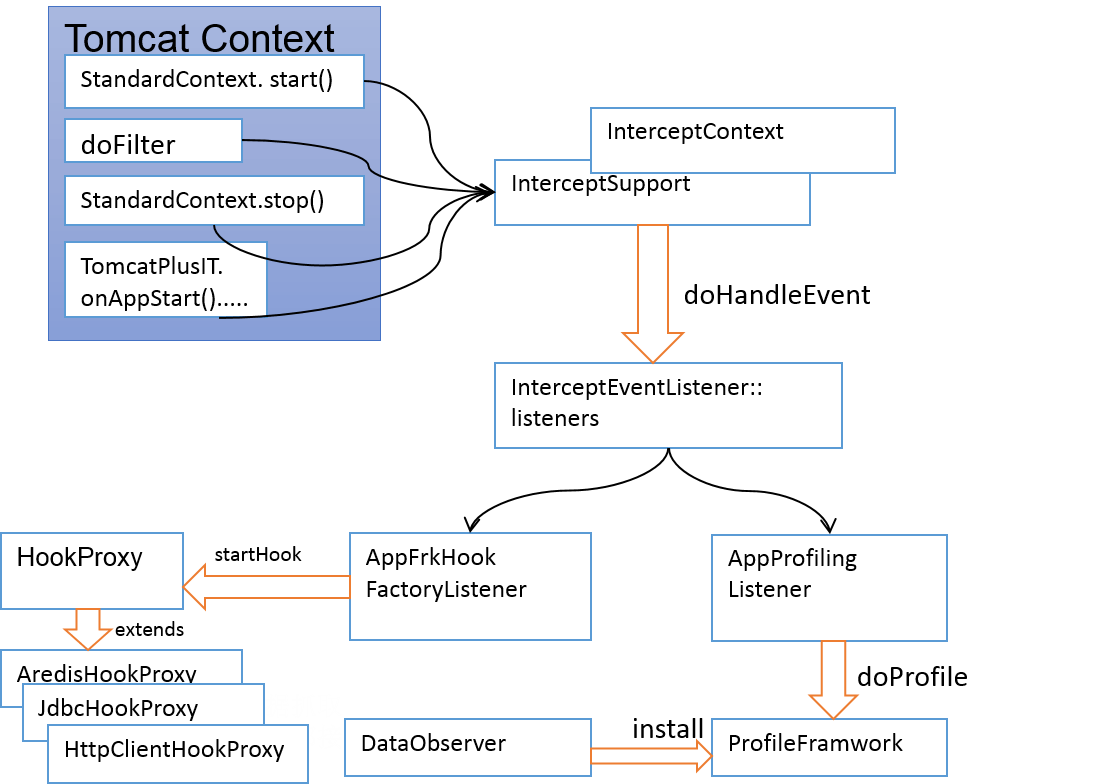 Tomcat Context
StandardContext. start()
doFilter
StandardContext.stop()
TomcatPlusIT.
onAppStart().....
InterceptContext
InterceptSupport
doHandleEvent
InterceptEventListener::
listeners
HookProxy
startHook
AppFrkHook
FactoryListener
AppProfiling
Listener
extends
AredisHookProxy
JdbcHookProxy
HttpClientHookProxy
doProfile
DataObserver
install
ProfileFramwork